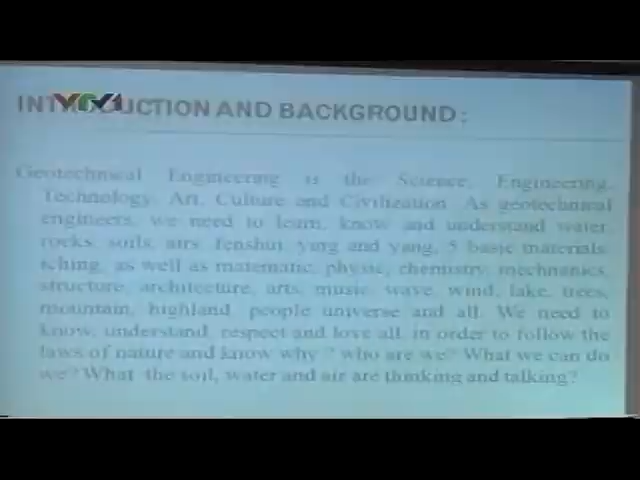 INTRODUCTION AND BACKGROUND :
VTV1
Geotechnical Engineering is the Science, Engineering,
Technology, Art, Culture and Civilization. As geotechnical
engineers, we need to learn, know and understand water,
rocks, soils, airs, fenshui, ying and yang, 5 basic materials,
iching, as well as matematic, physic, chemistry, mechnanics,
structure, architecture, arts, music, wave, wind, lake, trees,
mountain, highland, people universe and all. We need to
know, understand, respect and love all, in order to follow the
laws of nature and know why ? who are we? What we can do
we? What the soil, water and air are thinking and talking?